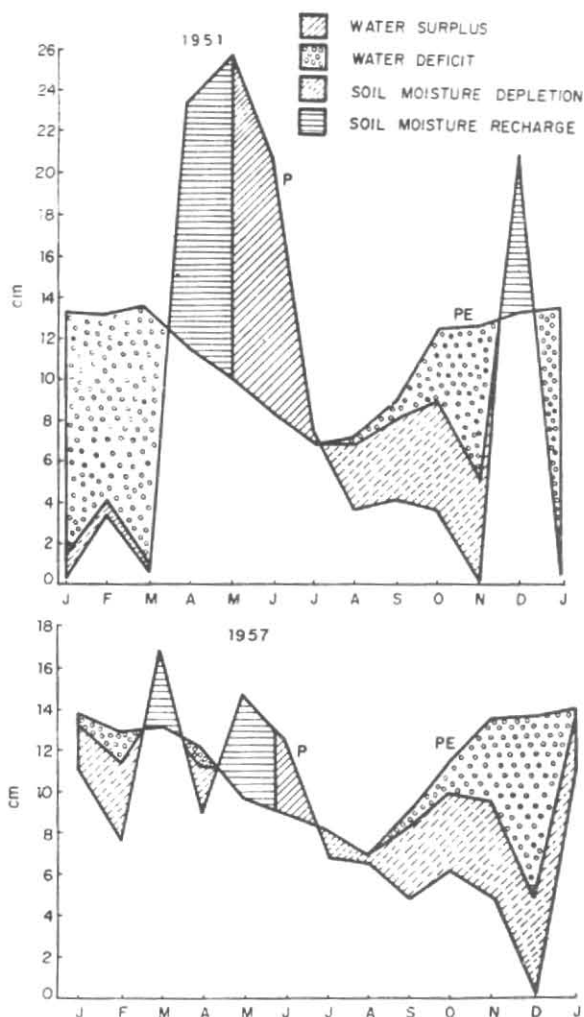 1951
WATER SURPLUS
WATER DEFICIT
SOIL MOISTURE DEPLETION
SOIL MOISTURE RECHARGE
26
24
22
20
18
16
14
12
10
8
6
4
2
0
cm
P
PE
J F M A M J J A S O N D J
1957
18
16
14
12
10
8
6
4
2
0
cm
P
PE
J F M A M J J A S O N D J